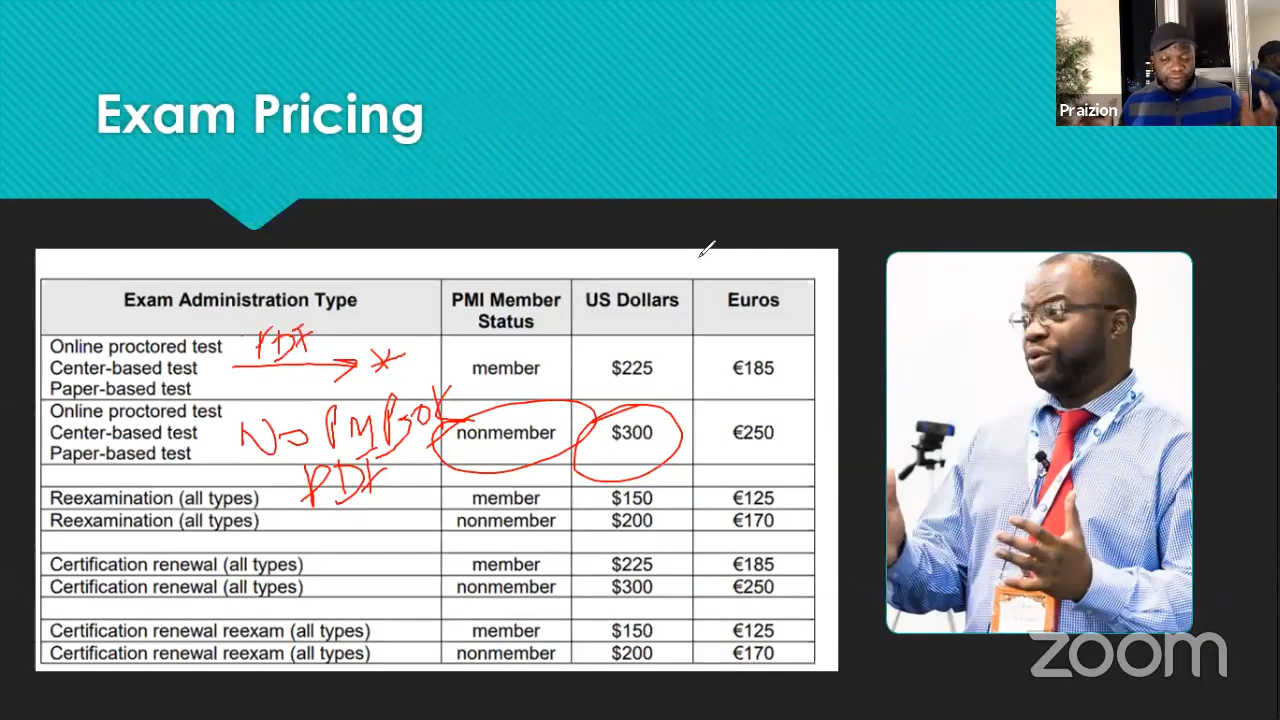 Exam Pricing
Praizion
Exam Administration Type PMI Member Status US Dollars Euros
PDF
Online proctored test
Center-based test
Paper-based test
member $225 €185
Online proctored test
Center-based test
Paper-based test
No PMBOK
PDF
nonmember $300 €250
Reexamination (all types) member $150 €125
Reexamination (all types) nonmember $200 €170
Certification renewal (all types) member $225 €185
Certification renewal (all types) nonmember $300 €250
Certification renewal reexam (all types) member $150 €125
Certification renewal reexam (all types) nonmember $200 €170
zoom